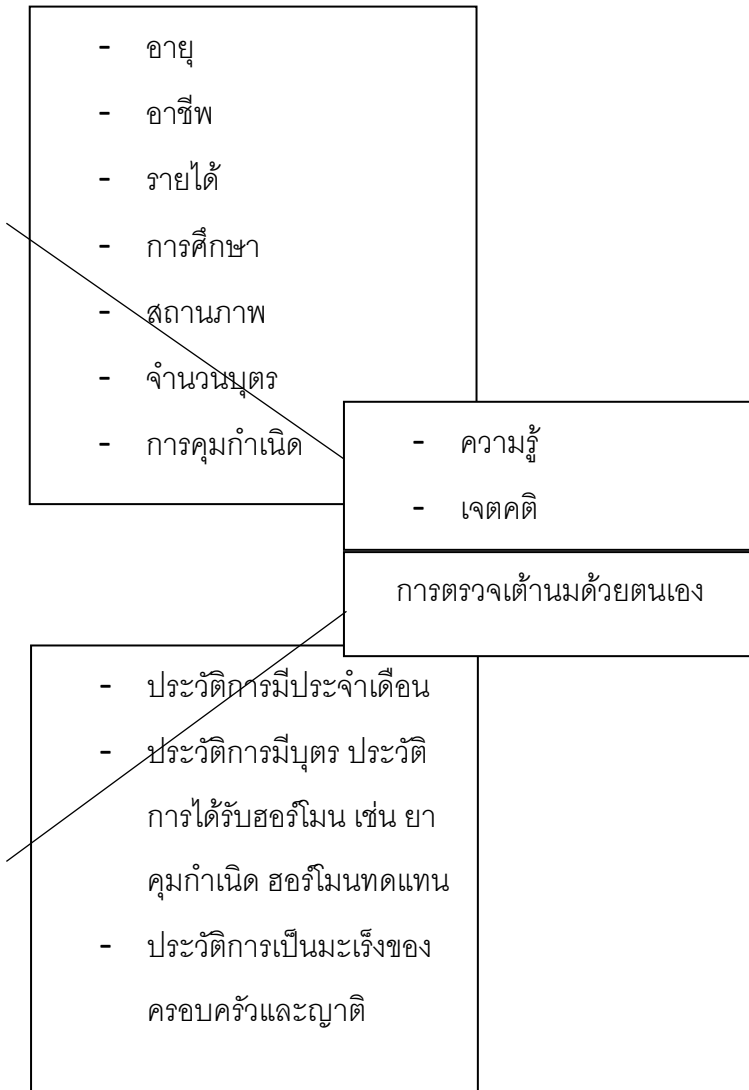 - อายุ
- อาชีพ
- รายได้
- การศึกษา
- สถานภาพ
- จำนวนบุตร
- การคุมกำเนิด
- ความรู้
- เจตคติ
การตรวจเต้านมด้วยตนเอง
- ประวัติการมีประจำเดือน
- ประวัติการมีบุตร ประวัติ
การได้รับฮอร์โมน เช่น ยา
คุมกำเนิด ฮอร์โมนทดแทน
- ประวัติการเป็นมะเร็งของ
ครอบครัวและญาติ